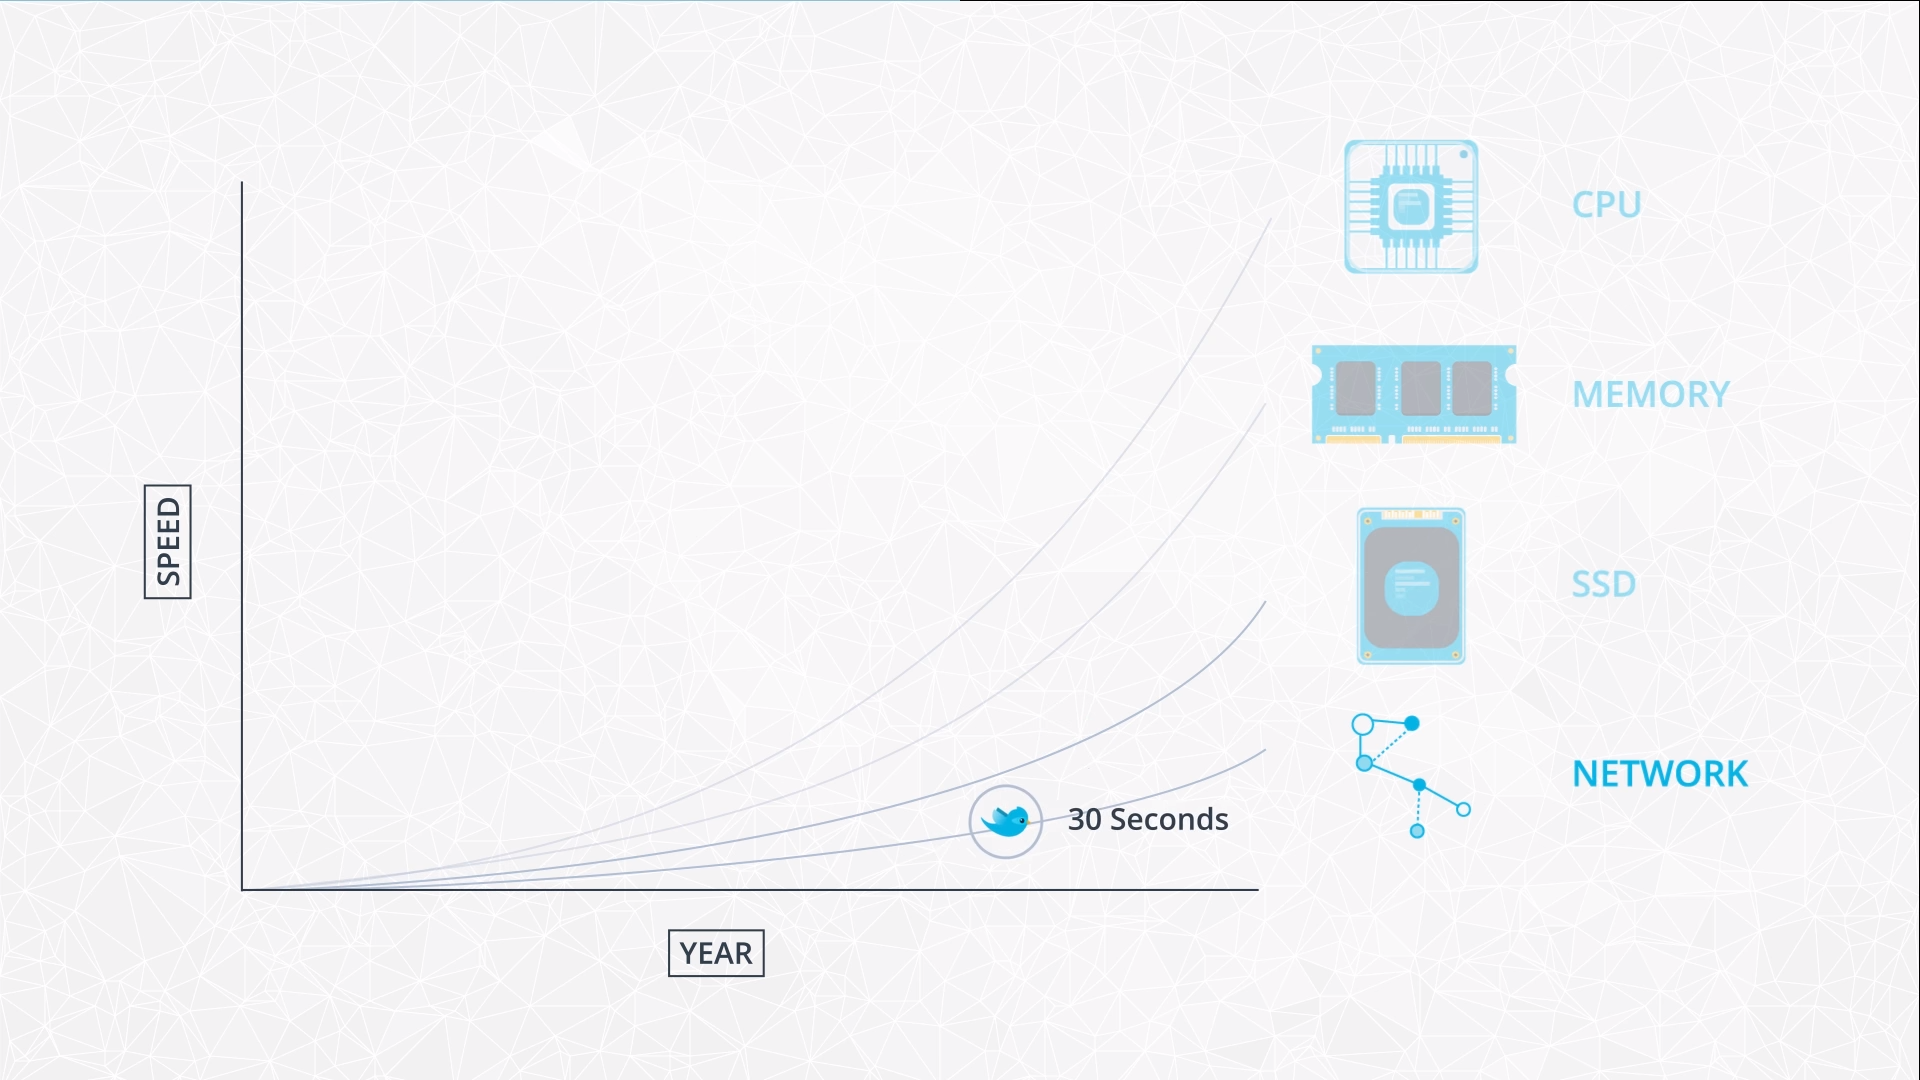 CPU
MEMORY
SPEED
SSD
NETWORK
30 Seconds
YEAR